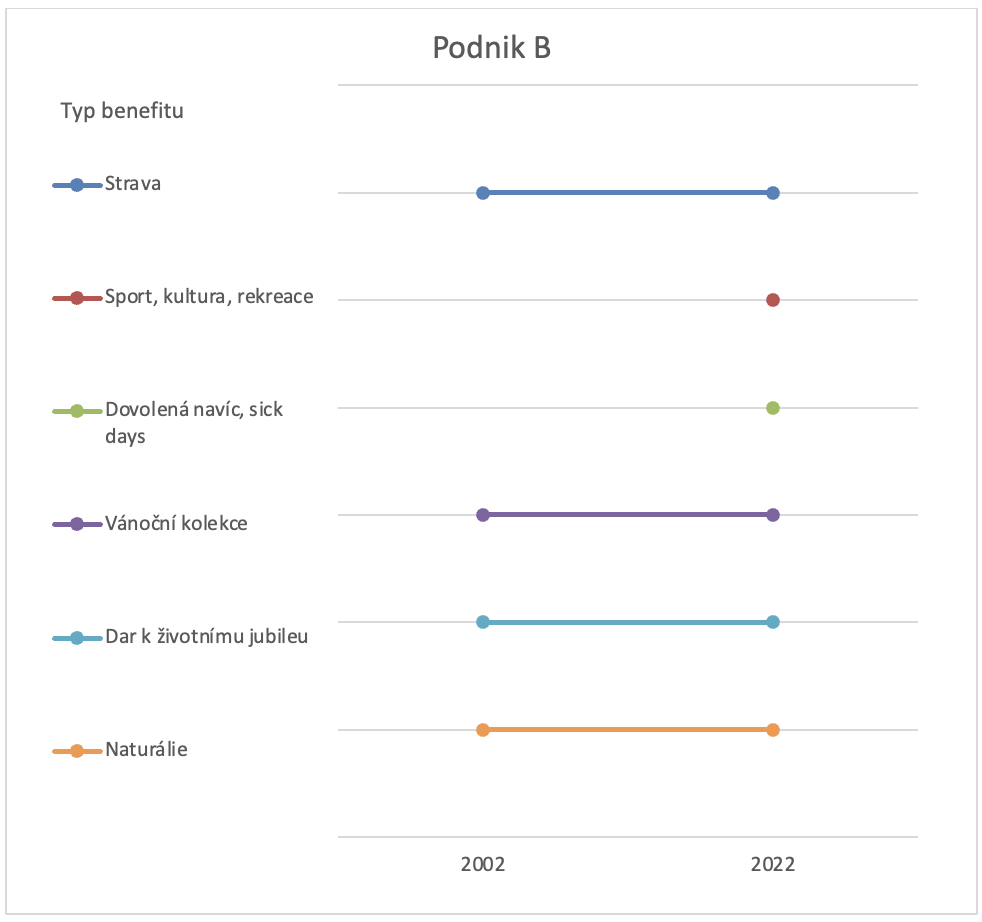 Podnik B
Typ benefitu
Strava
Sport, kultura, rekreace
Dovolená navíc, sick
days
Vánoční kolekce
Dar k životnímu jubileu
Naturálie
2002
2022